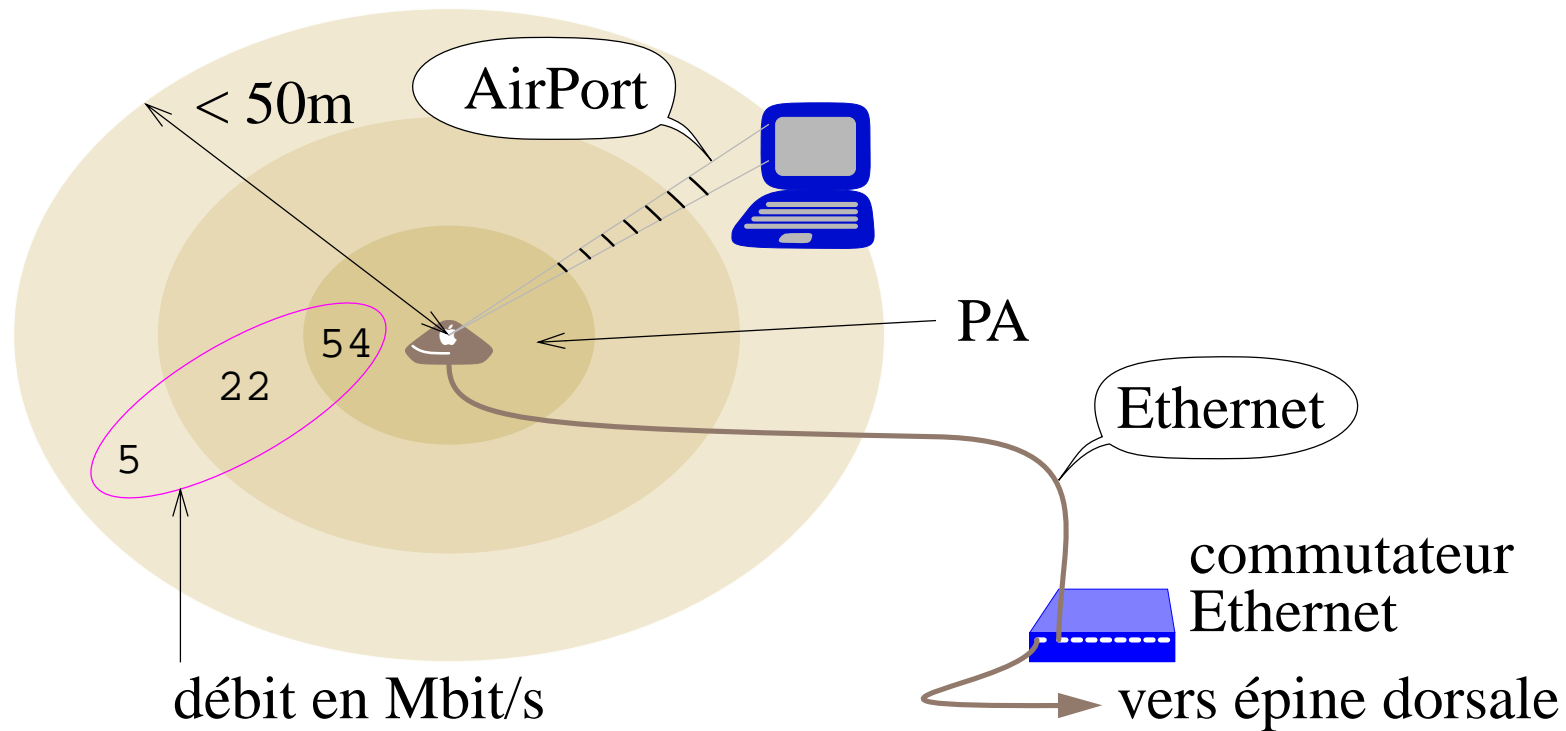 < 50m
AirPort
PA
54
22
5
Ethernet
commutateur
Ethernet
débit en Mbit/s
vers épine dorsale